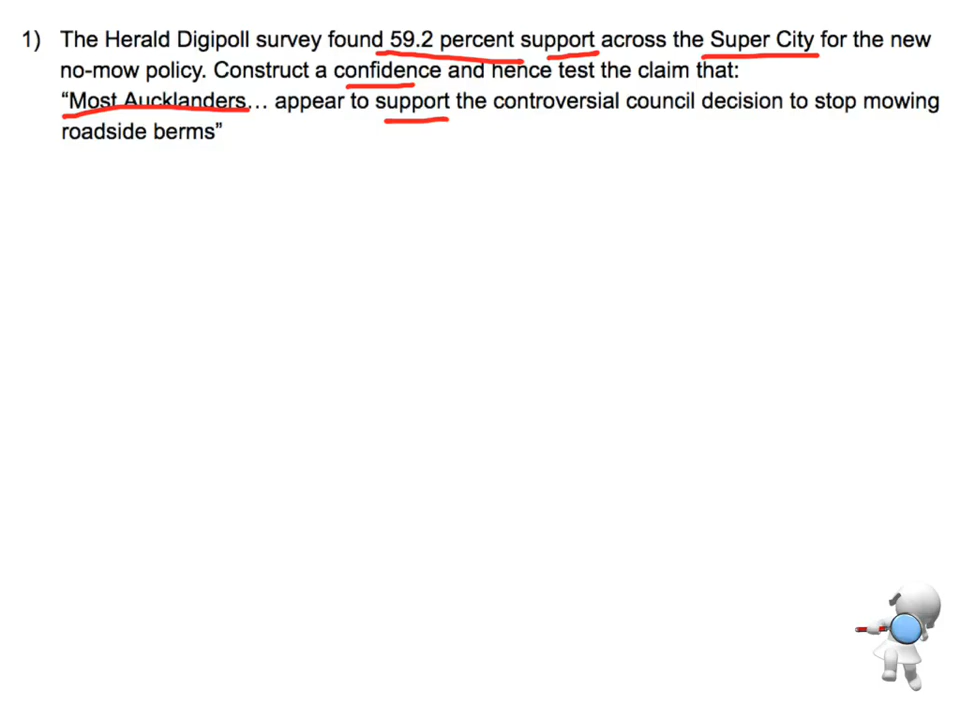 1) The Herald Digipoll survey found 59.2 percent support across the Super City for the new
no-mow policy. Construct a confidence and hence test the claim that:
“Most Aucklanders… appear to support the controversial council decision to stop mowing
roadside berms”